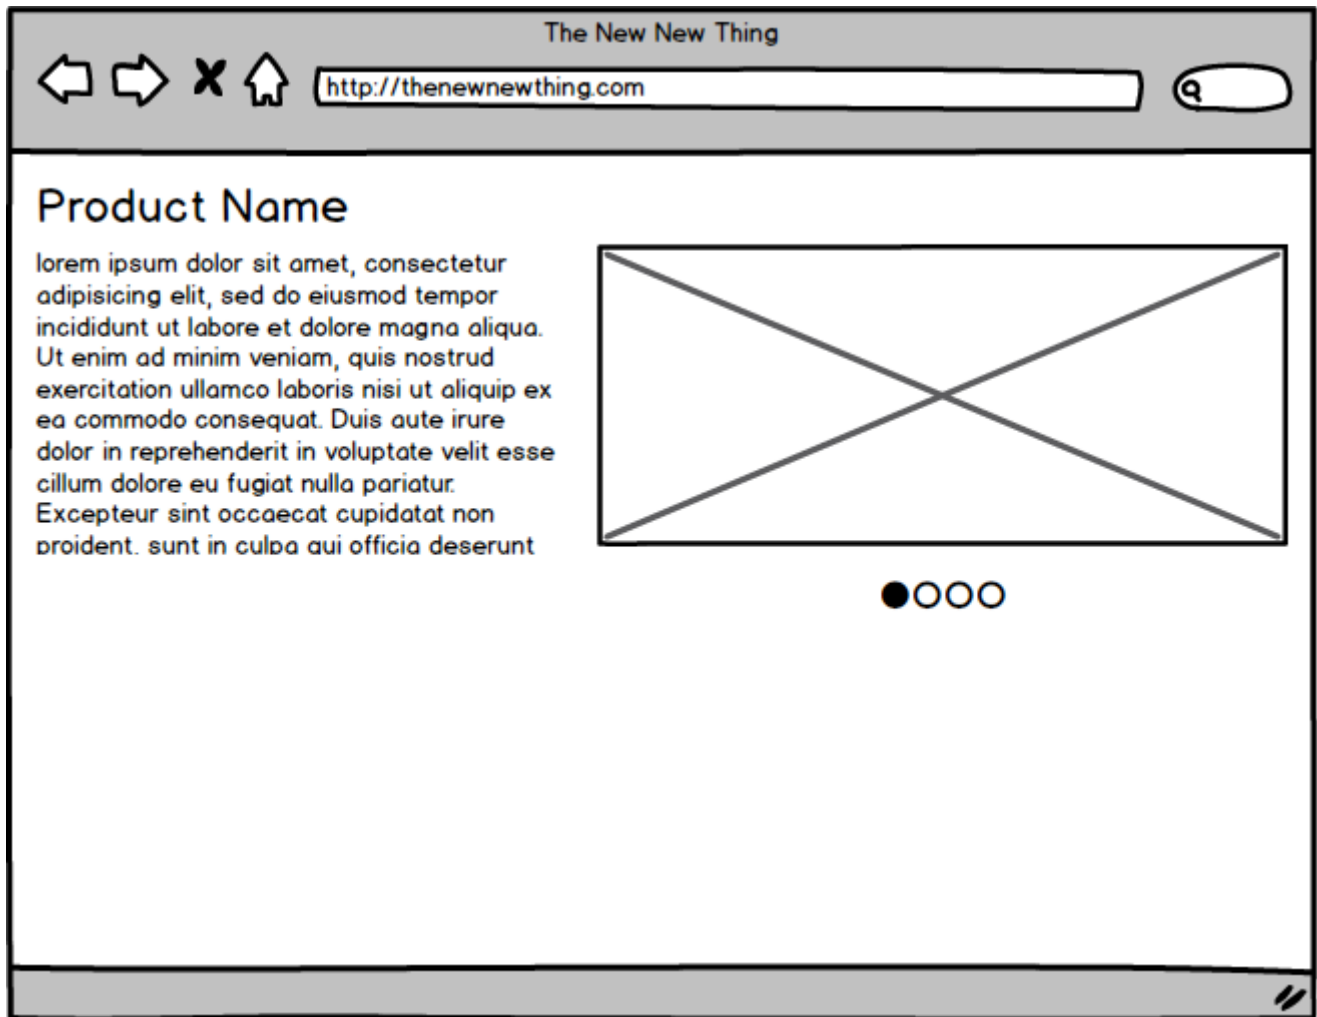 The New New Thing
http://thenewnewthing.com
Product Name
lorem ipsum dolor sit amet, consectetur
adipisicing elit, sed do eiusmod tempor
incididunt ut labore et dolore magna aliqua.
Ut enim ad minim veniam, quis nostrud
exercitation ullamco laboris nisi ut aliquip ex
ea commodo consequat. Duis aute irure
dolor in reprehenderit in voluptate velit esse
cillum dolore eu fugiat nulla pariatur.
Excepteur sint occaecat cupidatat non
proident, sunt in culpa qui officia deserunt